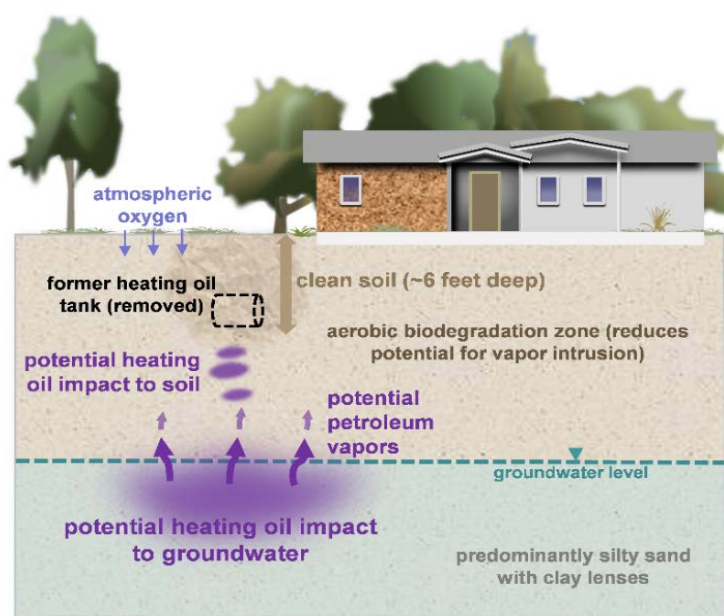 atmospheric
oxygen
former heating oil
tank (removed)
clean soil (~6 feet deep)
aerobic biodegradation zone (reduces
potential for vapor intrusion)
potential heating
oil impact to soil
potential
petroleum
vapors
groundwater level
potential heating oil impact
to groundwater
predominantly silty sand
with clay lenses